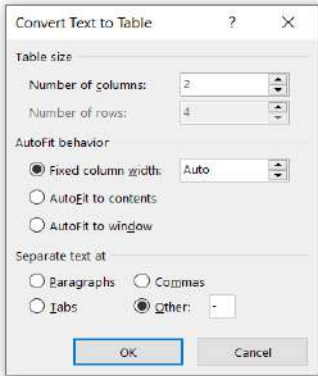 Convert Text to Table ? ×
Table size
Number of columns: 2
Number of rows: 4
AutoFit behavior
Fixed column width: Auto
AutoFit to contents
AutoFit to window
Separate text at
Paragraphs Commas
Tabs Other: -
OK Cancel